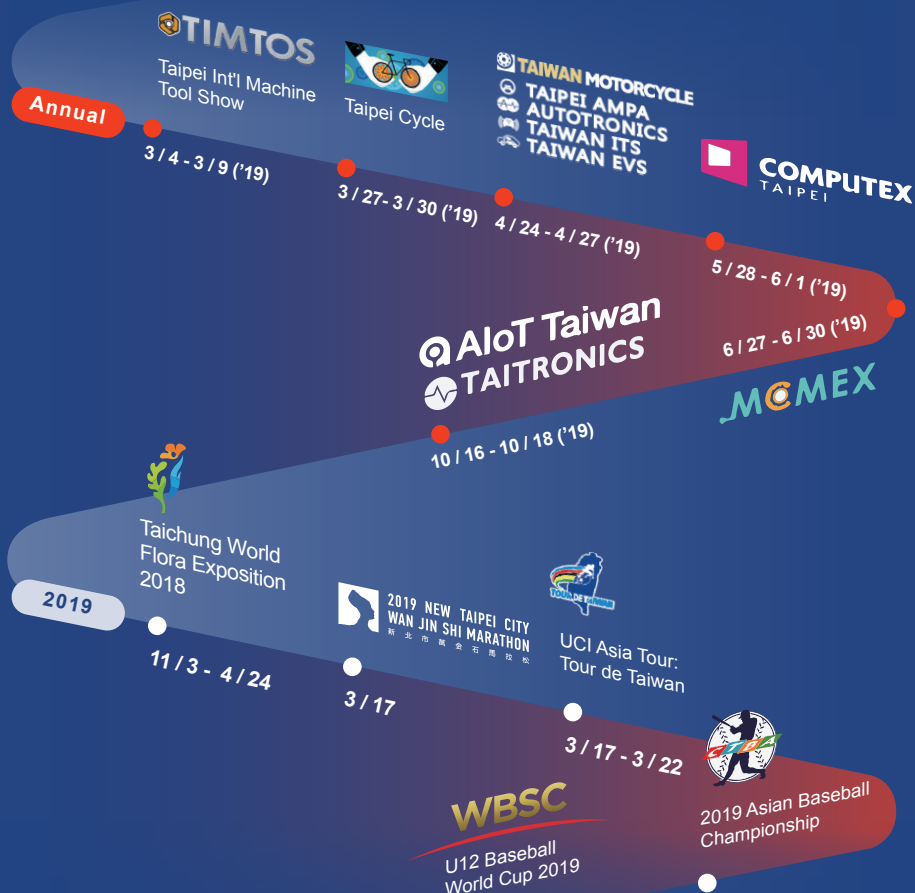 TIMTOS
Taipei Int'l Machine
Tool Show
Annual
3 / 4 - 3 / 9 ('19)
Taipei Cycle
3 / 27- 3 / 30 ('19)
TAIWAN MOTORCYCLE
TAIPEI AMPA
AUTOTRONICS
TAIWAN ITS
TAIWAN EVS
4 / 24 - 4 / 27 ('19)
COMPUTEX
TAIPEI
5 / 28 - 6 / 1 ('19)
6 / 27 - 6 / 30 ('19)
MCMEX
AIoT Taiwan
TAITRONICS
10 / 16 - 10 / 18 ('19)
Taichung World
Flora Exposition
2018
2019
11 / 3 - 4 / 24
2019 NEW TAIPEI CITY
WAN JIN SHI MARATHON
新北市萬金石馬拉松
3 / 17
TOUR DE TAIWAN
UCI Asia Tour:
Tour de Taiwan
3 / 17 - 3 / 22
CTBA
2019 Asian Baseball
Championship
WBSC
U12 Baseball
World Cup 2019